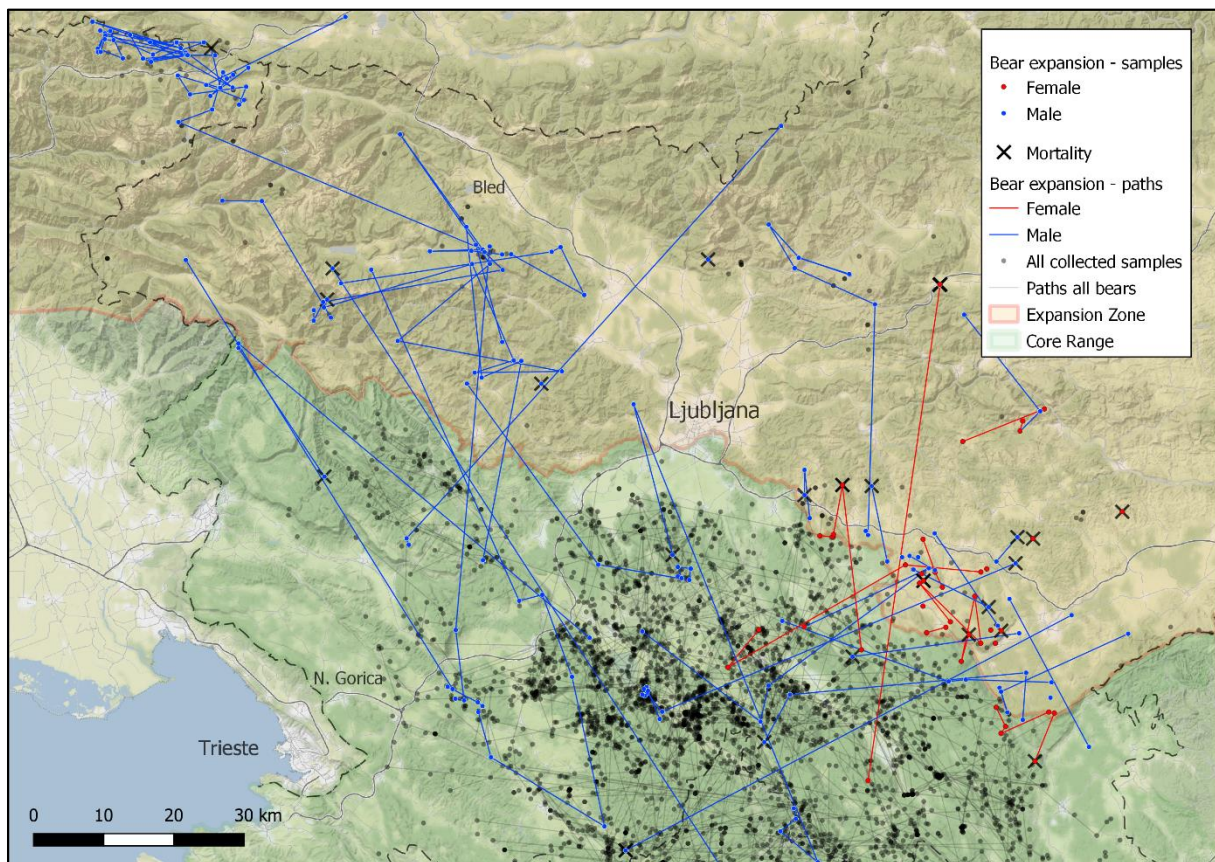 Bear expansion - samples
Female
Male
Mortality
Bear expansion - paths
Female
Male
All collected samples
Paths all bears
Expansion Zone
Core Range
Bled
Ljubljana
N. Gorica
Trieste
0 10 20 30 km